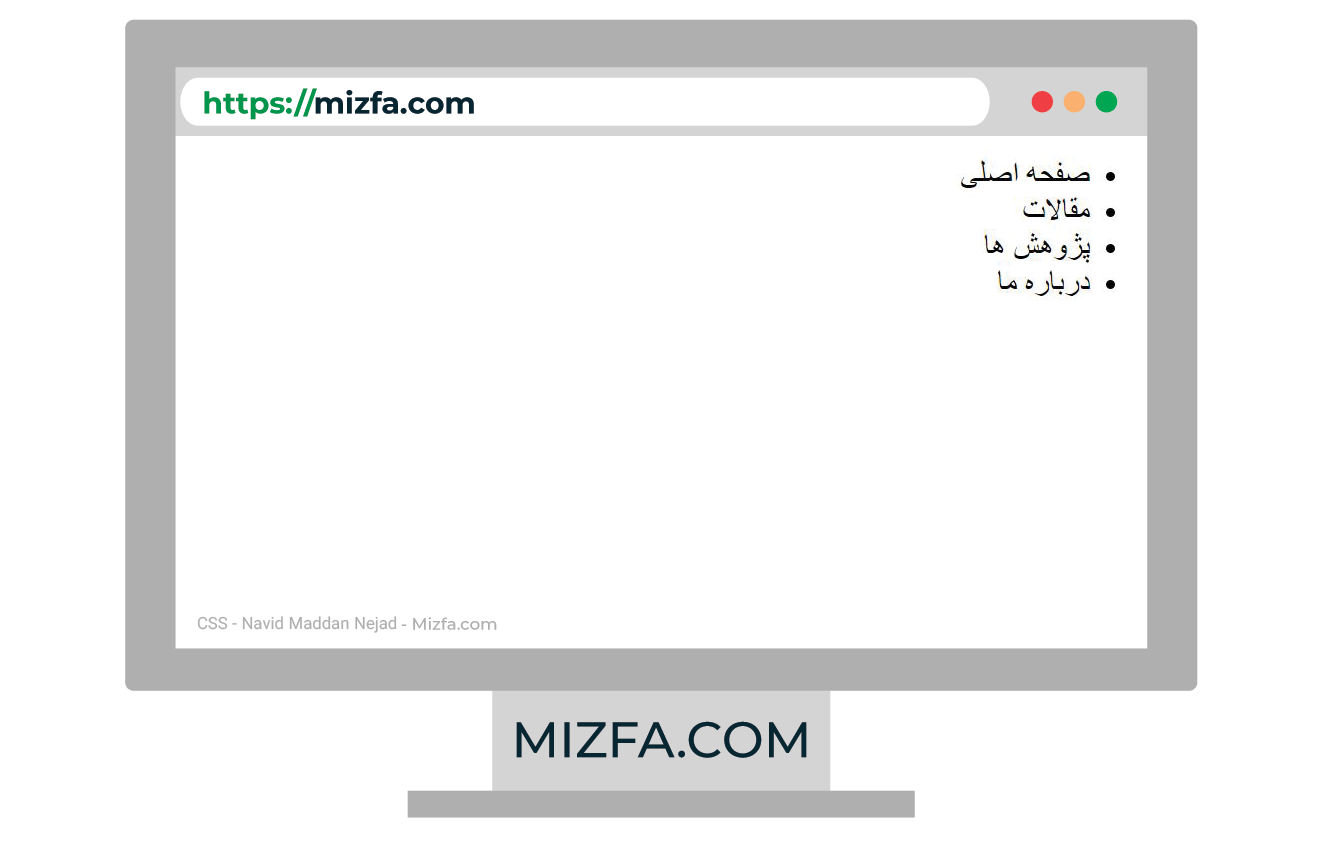 https://mizfa.com
• صفحه اصلی
• مقالات
• پژوهش ها
• درباره ما
CSS - Navid Maddan Nejad - Mizfa.com
MIZFA.COM